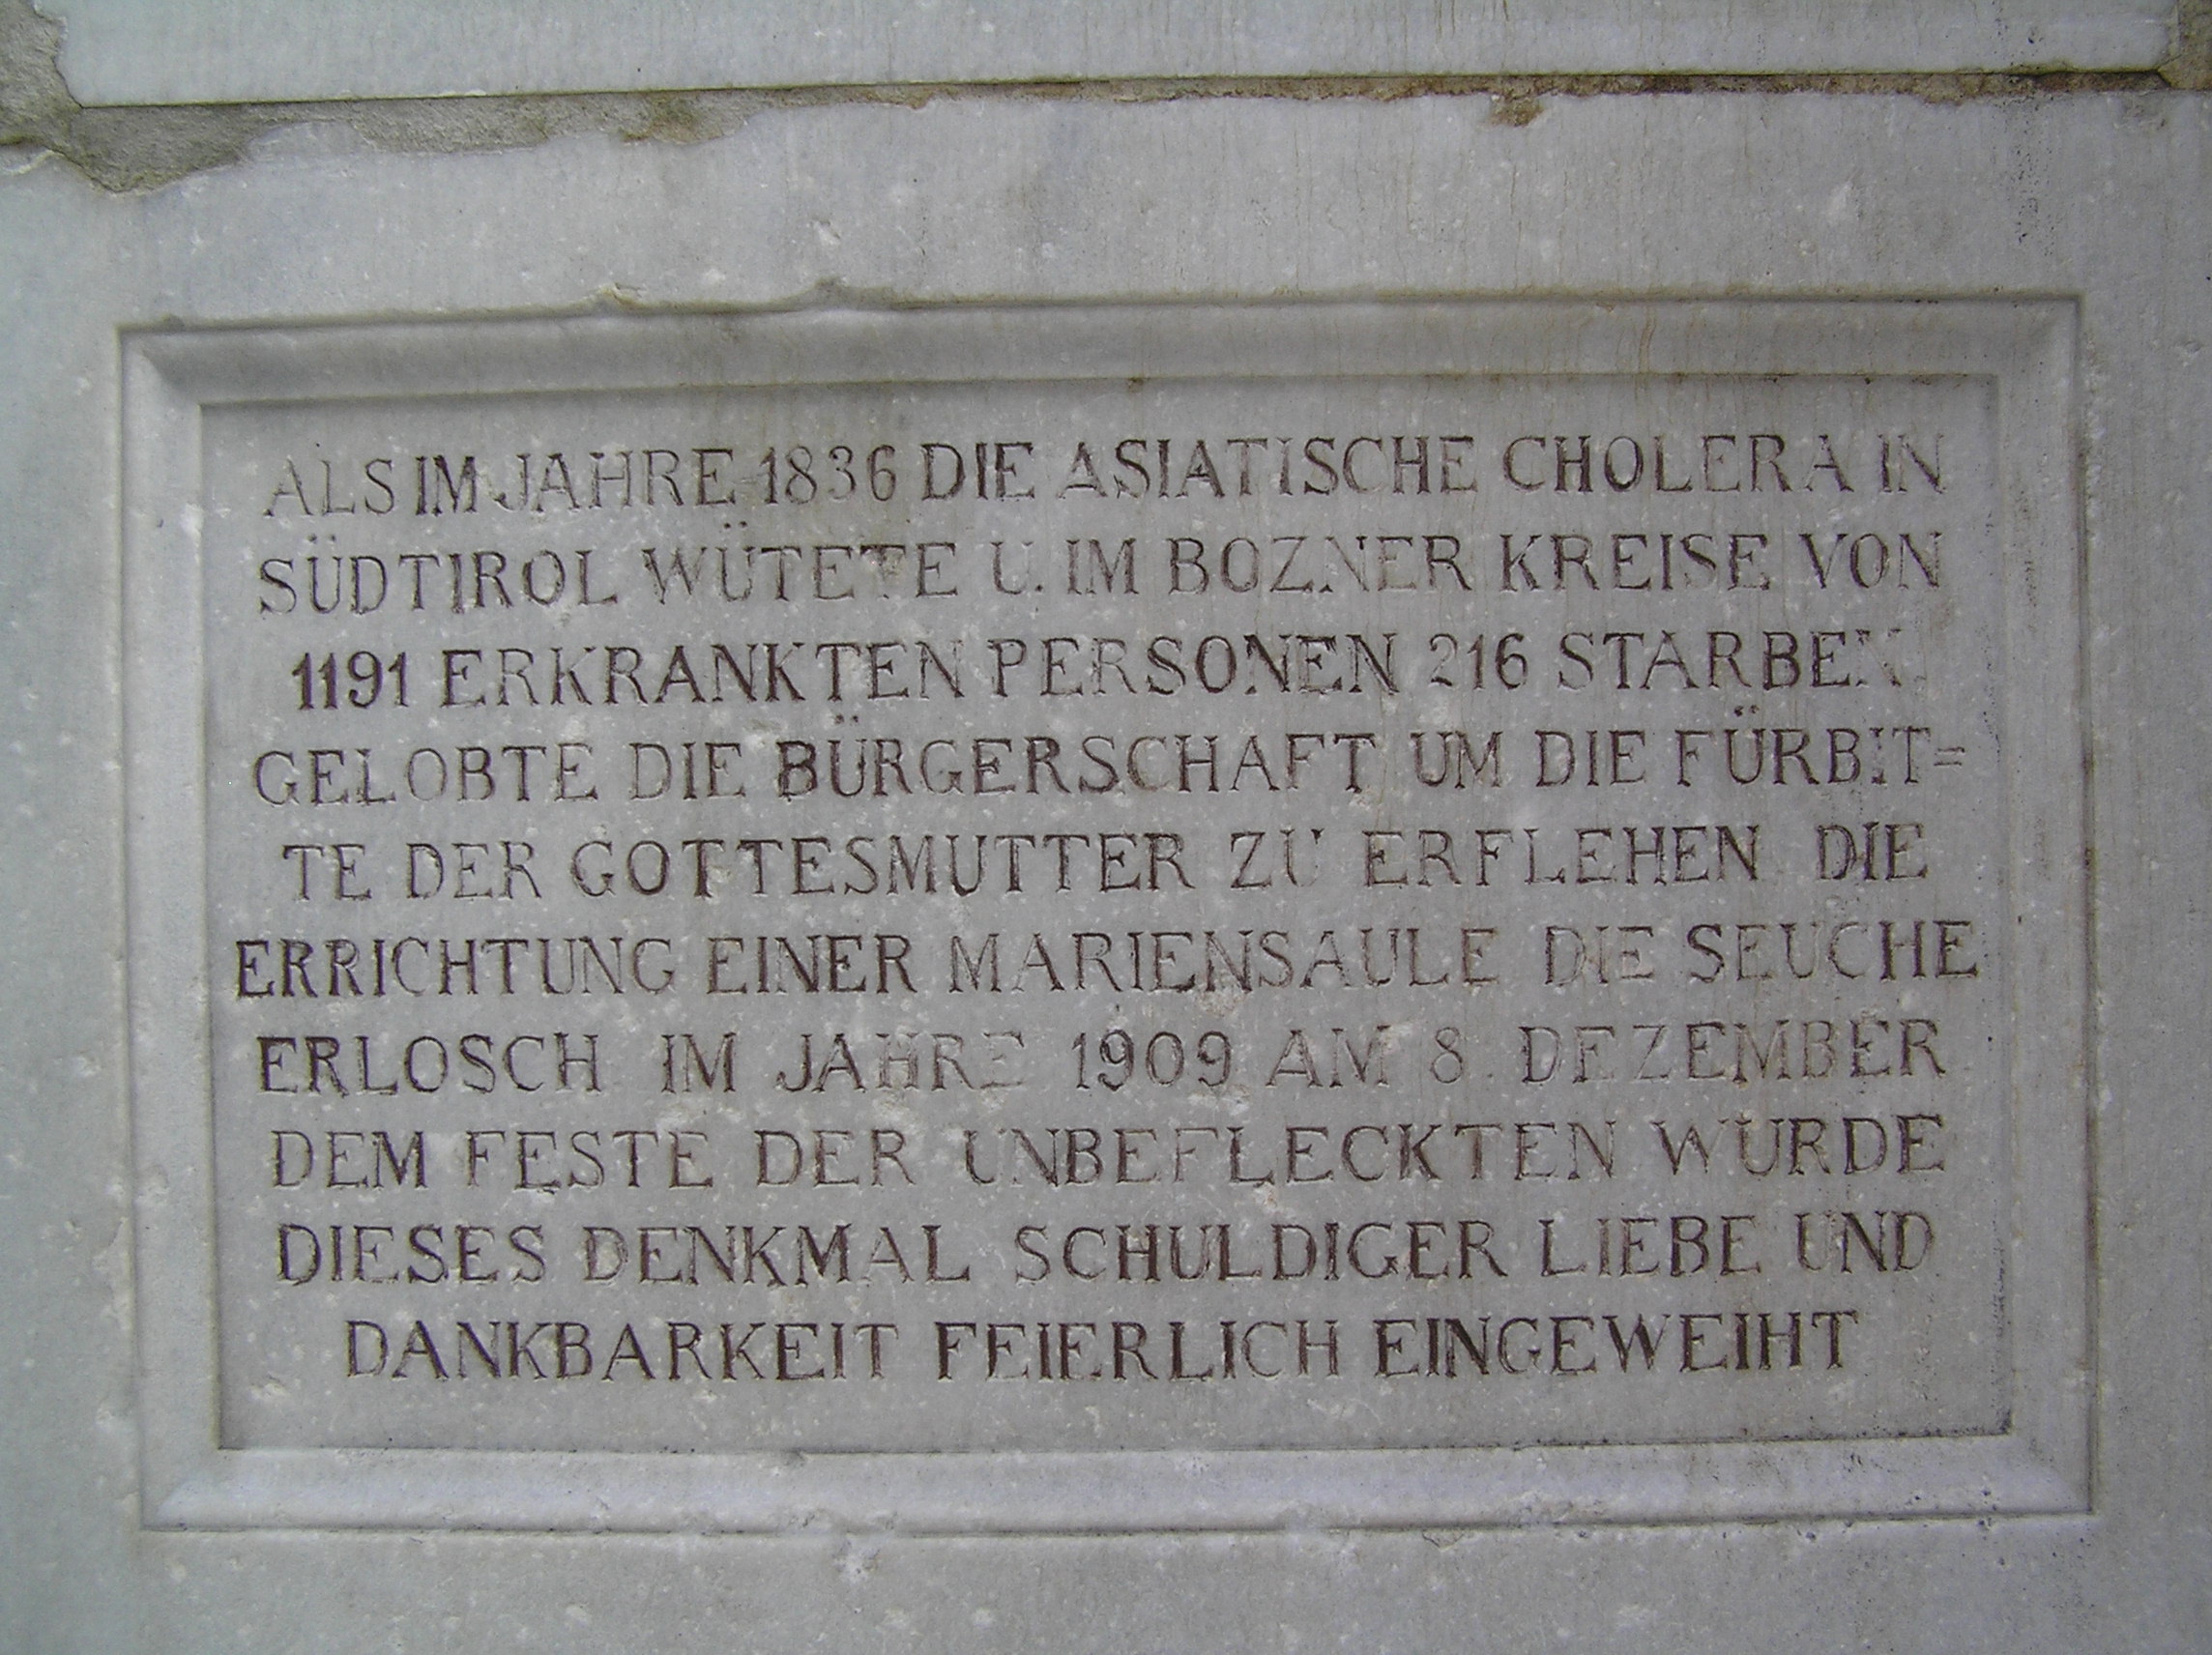 ALS IM JAHRE 1836 DIE ASIATISCHE CHOLERA IN
SÜDTIROL WÜTETE U. IM BOZNER KREISE VON
1191 ERKRANKTEN PERSONEN 216 STARBEN.
GELOBTE DIE BÜRGERSCHAFT UM DIE FÜRBIT=
TE DER GOTTESMUTTER ZU ERFLEHEN DIE
ERRICHTUNG EINER MARIENSAULE DIE SEUCHE
ERLOSCH IM JAHRE 1909 AM 8. DEZEMBER
DEM FESTE DER UNBEFLECKTEN WURDE
DIESES DENKMAL SCHULDIGER LIEBE UND
DANKBARKEIT FEIERLICH EINGEWEIHT